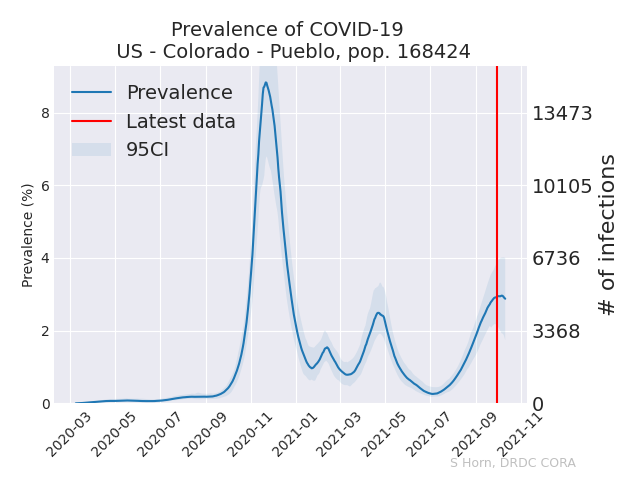 Prevalence of COVID-19
US - Colorado - Pueblo, pop. 168424
Prevalence
Latest data
95CI
Prevalence (%)
8
6
4
2
0
13473
10105
6736
3368
0
# of infections
2020-03
2020-05
2020-07
2020-09
2020-11
2021-01
2021-03
2021-05
2021-07
2021-09
2021-11
S Horn, DRDC CORA